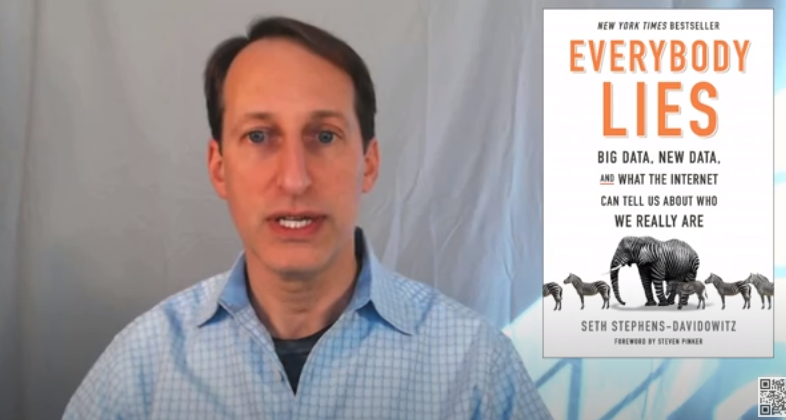 NEW YORK TIMES BESTSELLER
EVERYBODY
LIES
BIG DATA, NEW DATA,
AND WHAT THE INTERNET
CAN TELL US ABOUT WHO
WE REALLY ARE
SETH STEPHENS-DAVIDOWITZ
FOREWORD BY STEVEN PINKER